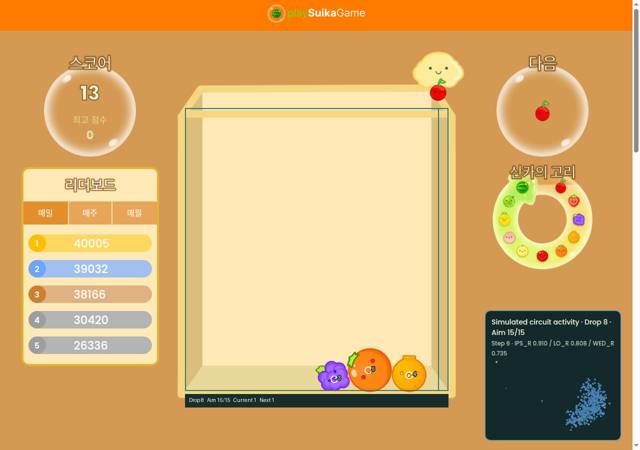 playSuikaGame
스코어
13
최고 점수
0
다음
산카의 고리
리더보드
매일 매주 매월
1 40005
2 39032
3 38166
4 30420
5 26336
Simulated circuit activity · Drop 8 ·
Aim 15/15
Step 6 · IPS_R 0.910 / LO_R 0.808 / WED_R
0.735
Drop 8 Aim 15/15 Current 1 Next 1